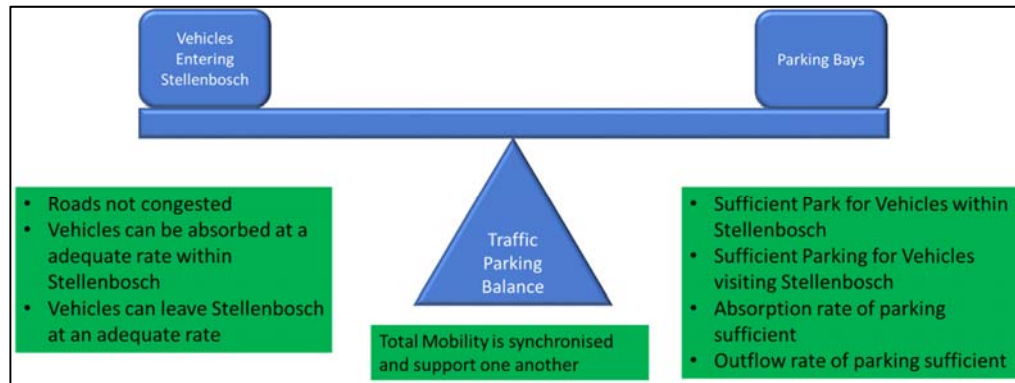 Vehicles
Entering
Stellenbosch
Parking Bays
• Roads not congested
• Vehicles can be absorbed at a
adequate rate within
Stellenbosch
• Vehicles can leave Stellenbosch
at an adequate rate
Traffic
Parking
Balance
Total Mobility is synchronised
and support one another
• Sufficient Park for Vehicles within
Stellenbosch
• Sufficient Parking for Vehicles
visiting Stellenbosch
• Absorption rate of parking
sufficient
• Outflow rate of parking sufficient